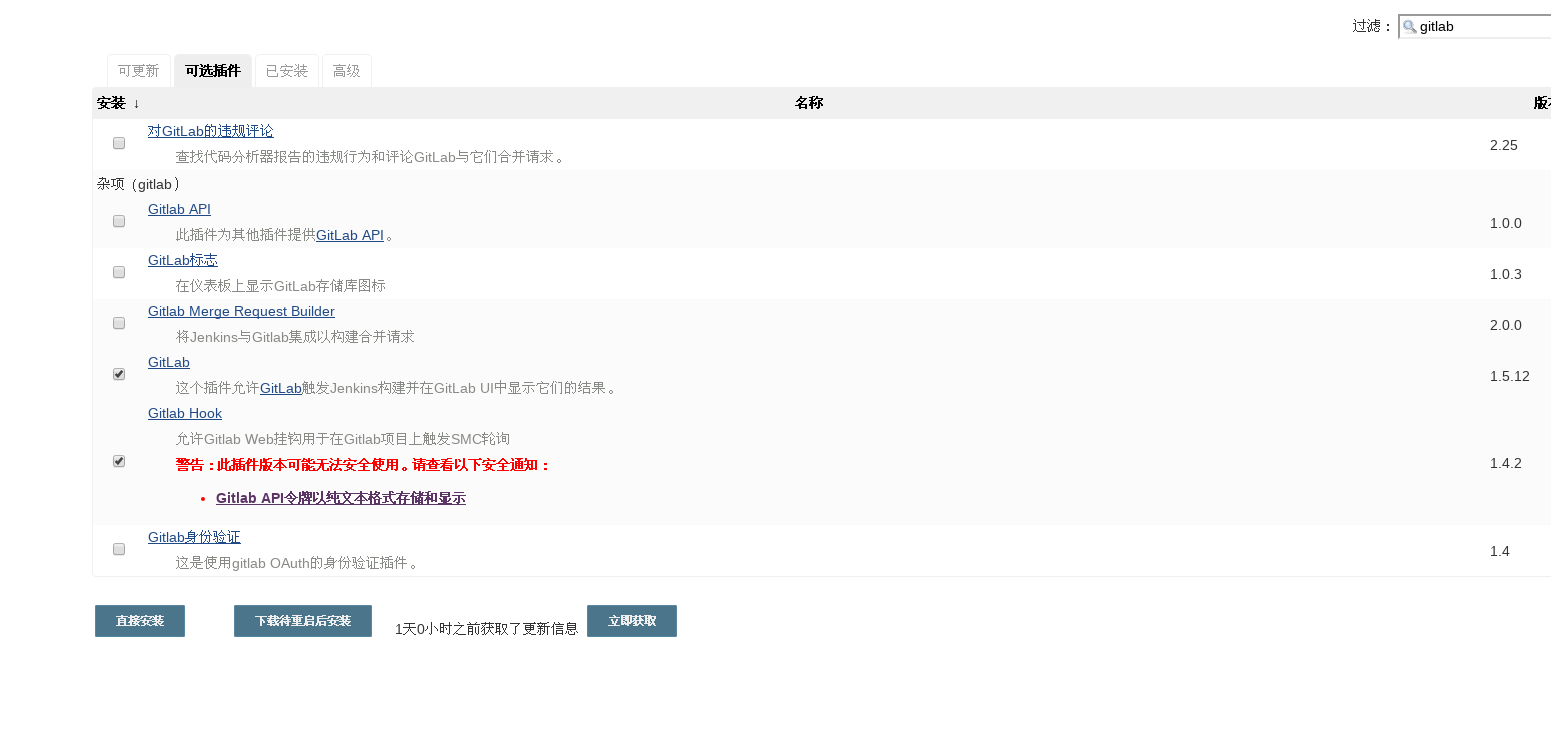 过滤：
gitlab
可更新
可选插件
已安装
高级
安装 ↓
名称
对GitLab的违规评论
查找代码分析器报告的违规行为和评论GitLab与它们合并请求。
2.25
杂项（gitlab）
Gitlab API
此插件为其他插件提供GitLab API。
1.0.0
GitLab标志
在仪表板上显示GitLab存储库图标
1.0.3
Gitlab Merge Request Builder
将Jenkins与Gitlab集成以构建合并请求
2.0.0
GitLab
这个插件允许GitLab触发Jenkins构建并在GitLab UI中显示它们的结果。
1.5.12
Gitlab Hook
允许Gitlab Web挂钩用于在Gitlab项目上触发SMC轮询
警告：此插件版本可能无法安全使用。请查看以下安全通知：
Gitlab API令牌以纯文本格式存储和显示
1.4.2
Gitlab身份验证
这是使用gitlab OAuth的身份验证插件。
1.4
直接安装
下载待重启后安装
1天0小时之前获取了更新信息
立即获取